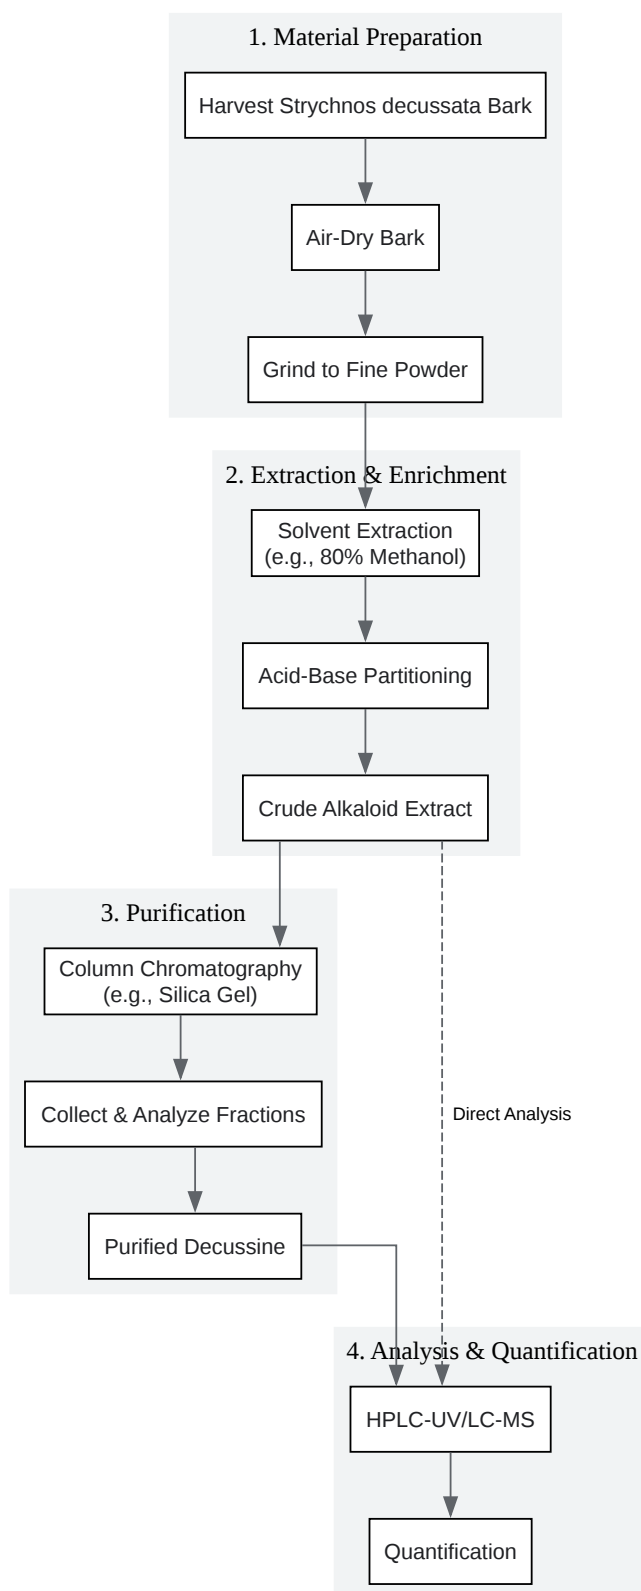 1. Material Preparation
Harvest Strychnos decussata Bark
Air-Dry Bark
Grind to Fine Powder
2. Extraction & Enrichment
Solvent Extraction
(e.g., 80% Methanol)
Acid-Base Partitioning
Crude Alkaloid Extract
3. Purification
Column Chromatography
(e.g., Silica Gel)
Collect & Analyze Fractions
Direct Analysis
Purified Decussine
4. Analysis & Quantification
HPLC-UV/LC-MS
Quantification